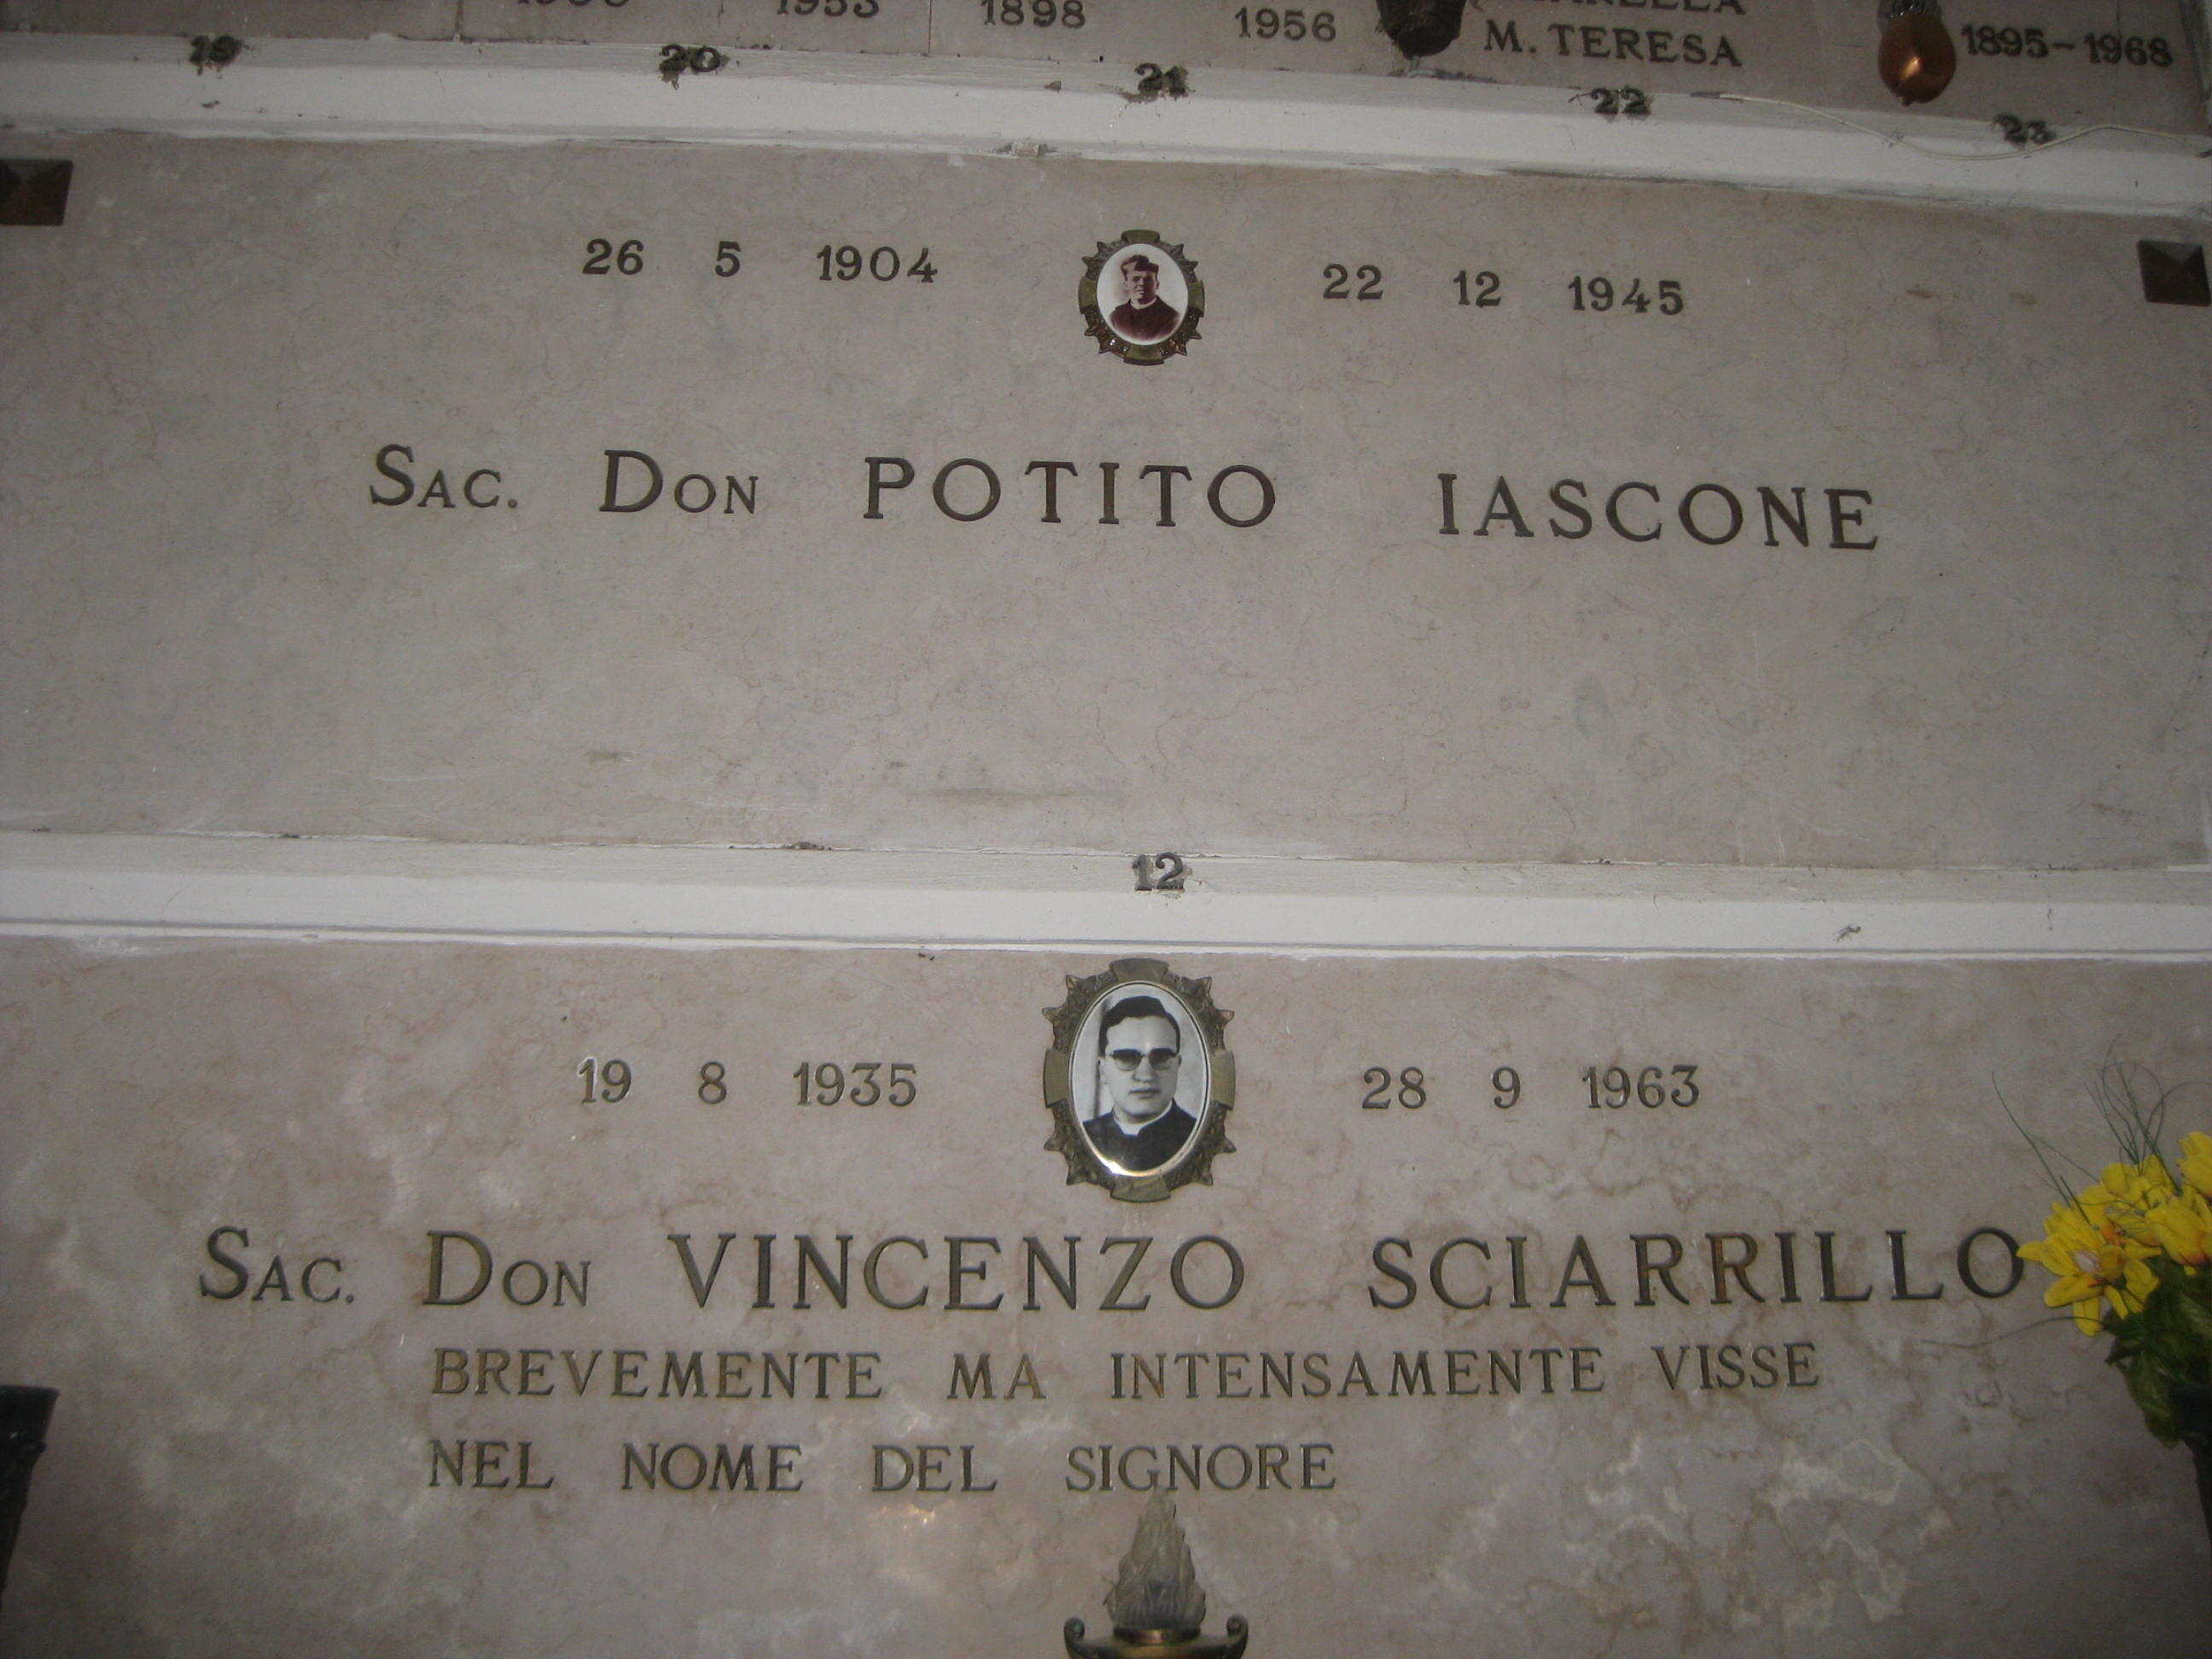 1953
1898
1956
M. TERESA
1895-1968
19
20
21
22
23
26 5 1904
22 12 1945
SAC. DON POTITO IASCONE
12
19 8 1935
28 9 1963
SAC. DON VINCENZO SCIARRILLO
BREVEMENTE MA INTENSAMENTE VISSE
NEL NOME DEL SIGNORE